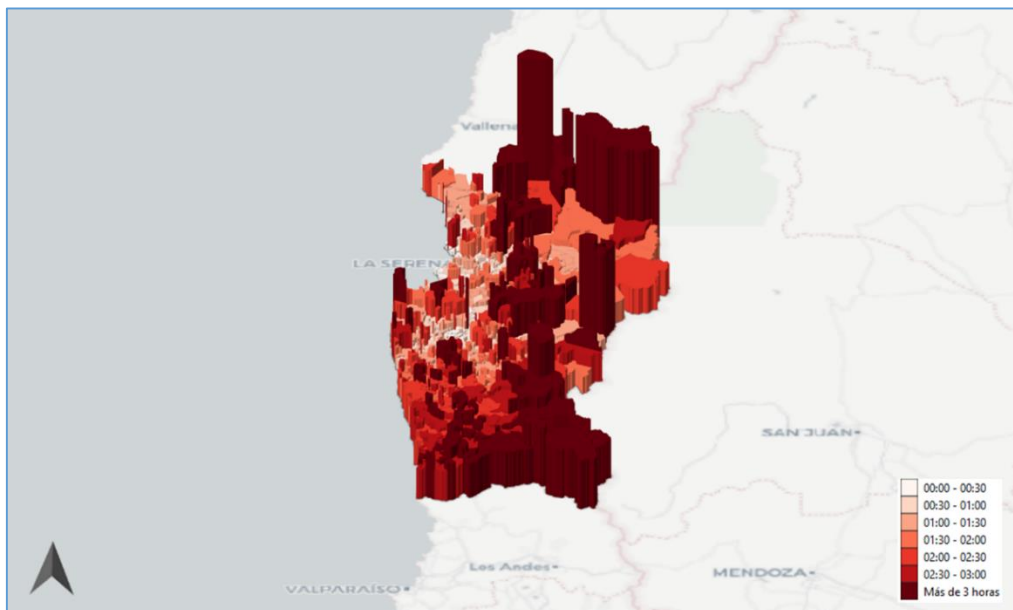 Vallena
LA SERENA
SAN JUAN
Los Andes
VALPARAÍSO
MENDOZA
00:00 - 00:30
00:30 - 01:00
01:00 - 01:30
01:30 - 02:00
02:00 - 02:30
02:30 - 03:00
Más de 3 horas